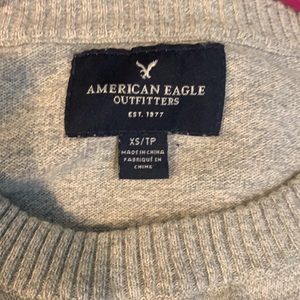 AMERICAN EAGLE
OUTFITTERS
EST. 1977
XS/TP
MADE IN CHINA
FABRIQUÉ EN
CHINE